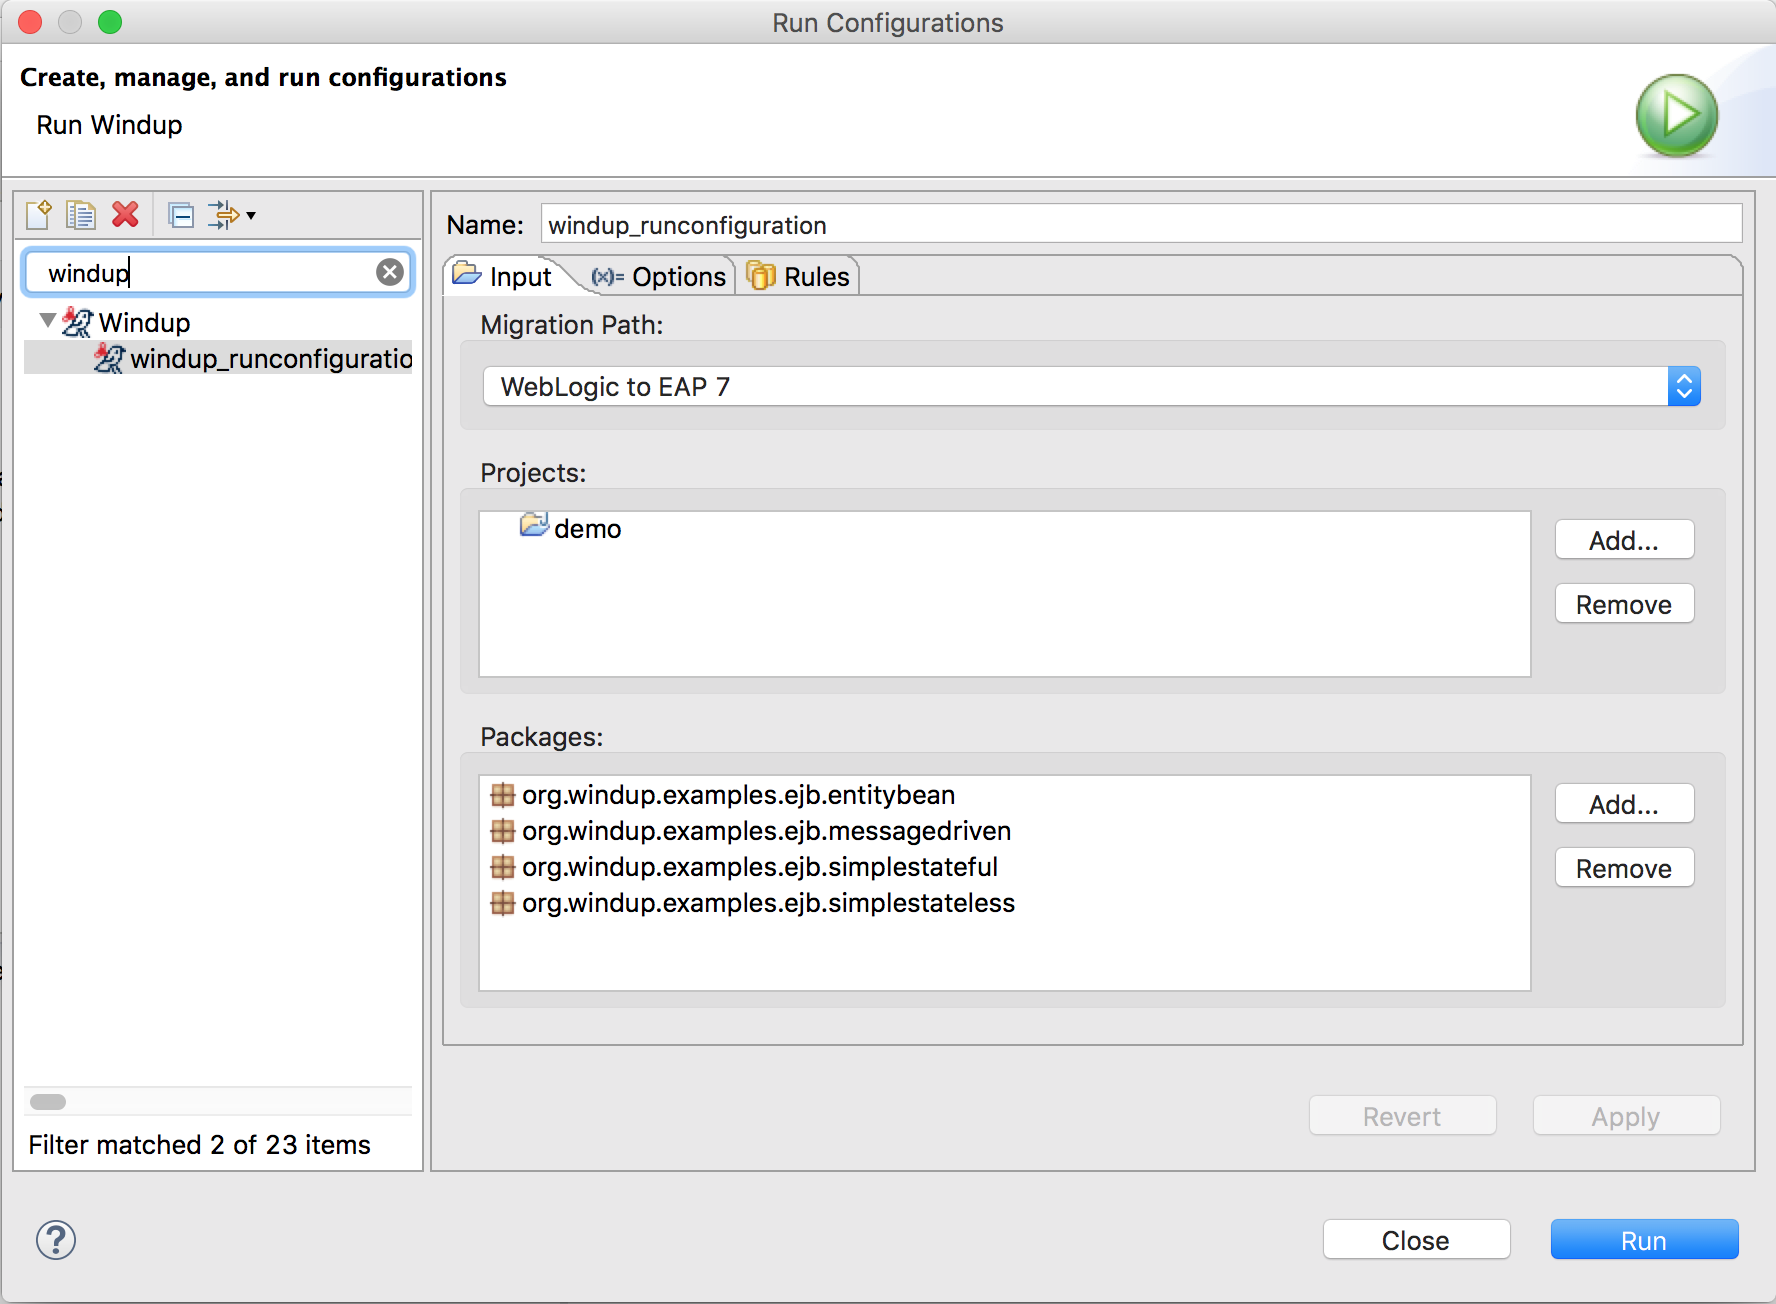 Run Configurations
Create, manage, and run configurations
Run Windup
windup
Windup
windup_runconfiguratio
Filter matched 2 of 23 items
Name: windup_runconfiguration
Input (x)= Options Rules
Migration Path:
WebLogic to EAP 7
Projects:
demo
Add...
Remove
Packages:
org.windup.examples.ejb.entitybean
org.windup.examples.ejb.messagedriven
org.windup.examples.ejb.simplestateful
org.windup.examples.ejb.simplestateless
Add...
Remove
Revert Apply
? Close Run